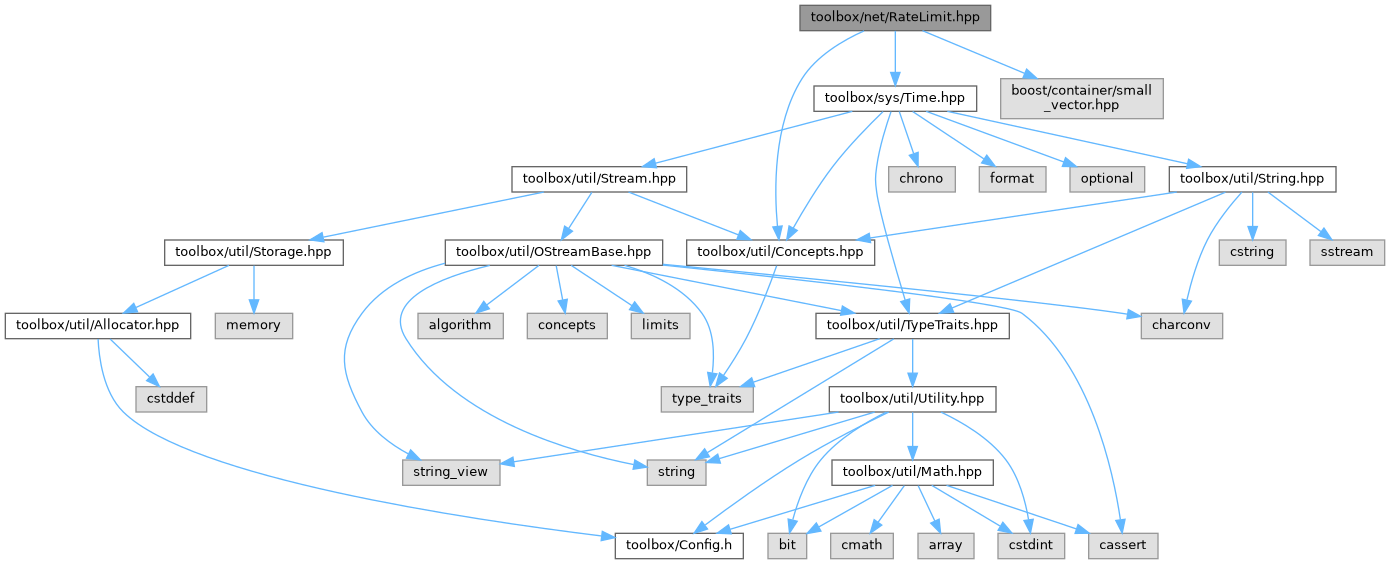 toolbox/net/RateLimit.hpp
toolbox/sys/Time.hpp
boost/container/small
_vector.hpp
toolbox/util/Stream.hpp
chrono
format
optional
toolbox/util/String.hpp
toolbox/util/Storage.hpp
toolbox/util/OStreamBase.hpp
toolbox/util/Concepts.hpp
cstring
sstream
toolbox/util/Allocator.hpp
memory
algorithm
concepts
limits
toolbox/util/TypeTraits.hpp
charconv
cstddef
type_traits
toolbox/util/Utility.hpp
string_view
string
toolbox/util/Math.hpp
toolbox/Config.h
bit
cmath
array
cstdint
cassert